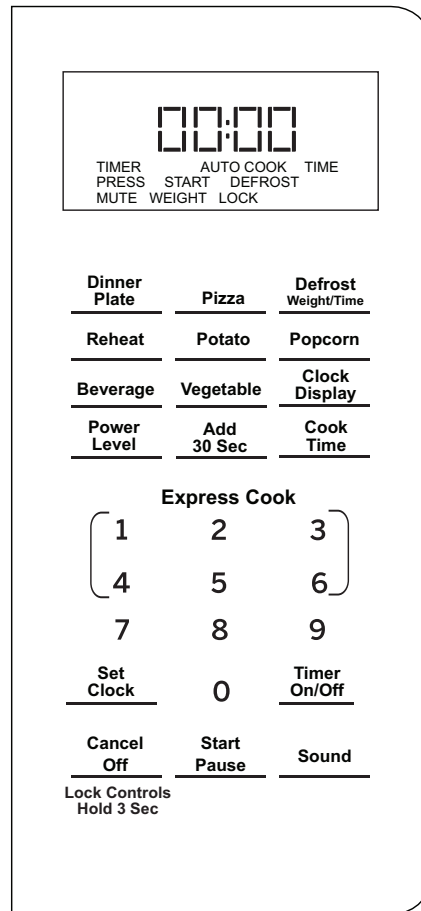 00:00
TIMER AUTO COOK TIME
PRESS START DEFROST
MUTE WEIGHT LOCK
Dinner
Plate
Pizza
Defrost
Weight/Time
Reheat
Potato
Popcorn
Beverage
Vegetable
Clock
Display
Power
Level
Add
30 Sec
Cook
Time
Express Cook
1 2 3
4 5 6
7 8 9
Set
Clock
0
Timer
On/Off
Cancel
Off
Start
Pause
Sound
Lock Controls
Hold 3 Sec